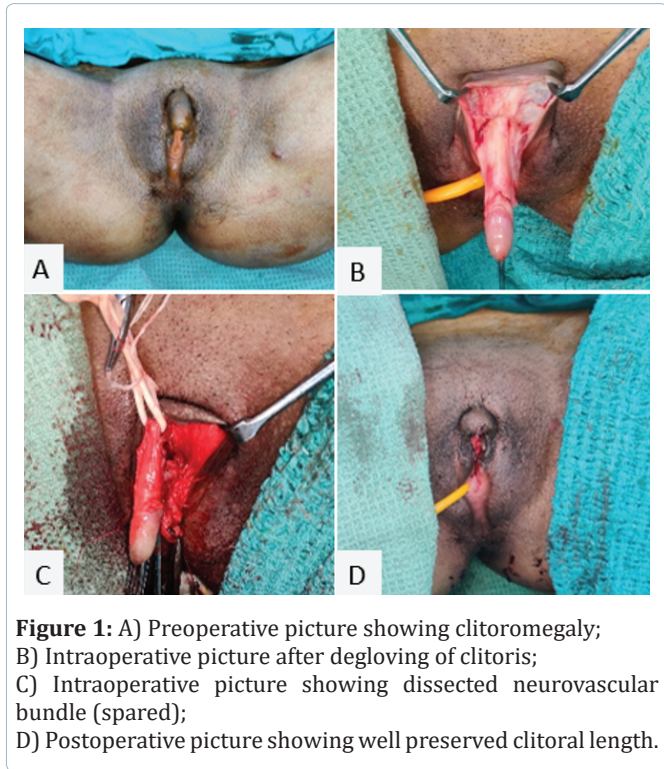 A
B
C
D
Figure 1: A) Preoperative picture showing clitoromegaly;
B) Intraoperative picture after degloving of clitoris;
C) Intraoperative picture showing dissected neurovascular
bundle (spared);
D) Postoperative picture showing well preserved clitoral length.